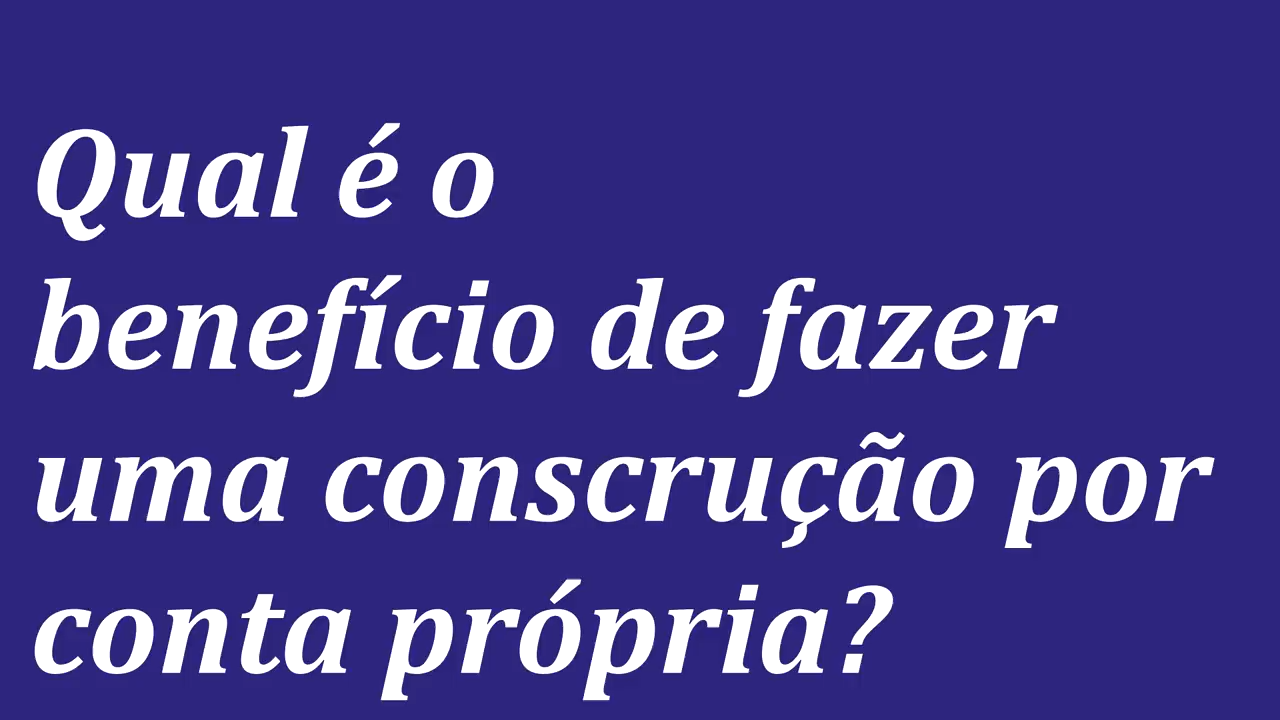 Qual é o
benefício de fazer
uma conscrução por
conta própria?